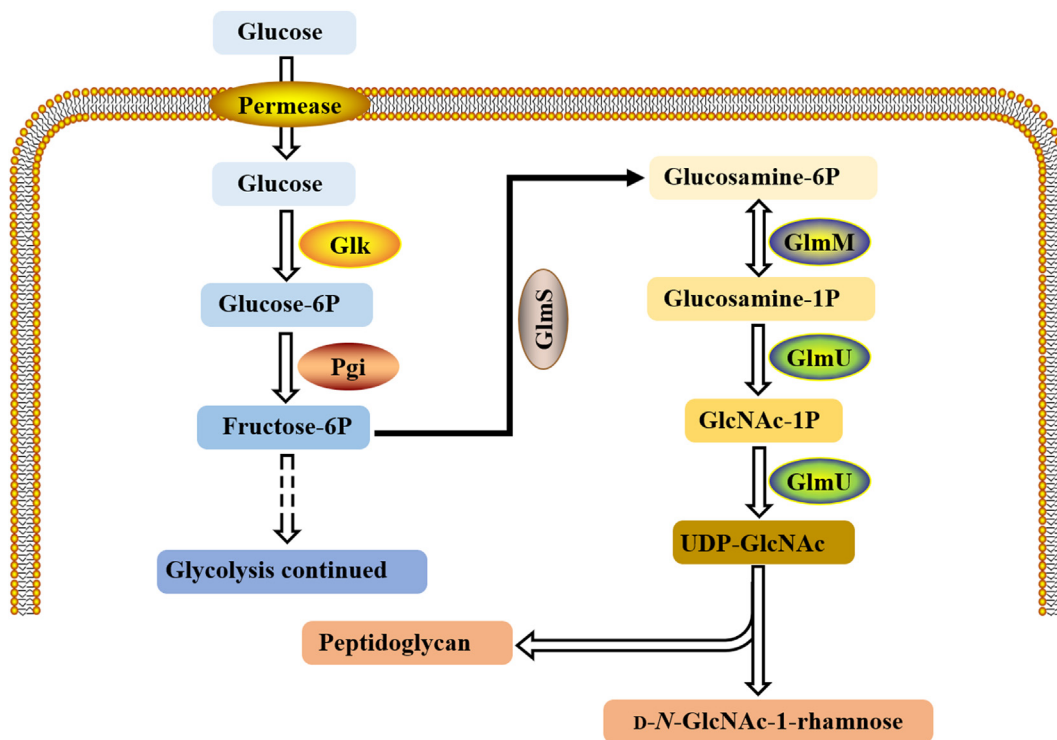 Glucose
Permease
Glucose
Glk
Glucose-6P
Pgi
Fructose-6P
Glycolysis continued
GlmS
Glucosamine-6P
GlmM
Glucosamine-1P
GlmU
GlcNAc-1P
GlmU
UDP-GlcNAc
Peptidoglycan
D-N-GlcNAc-1-rhamnose